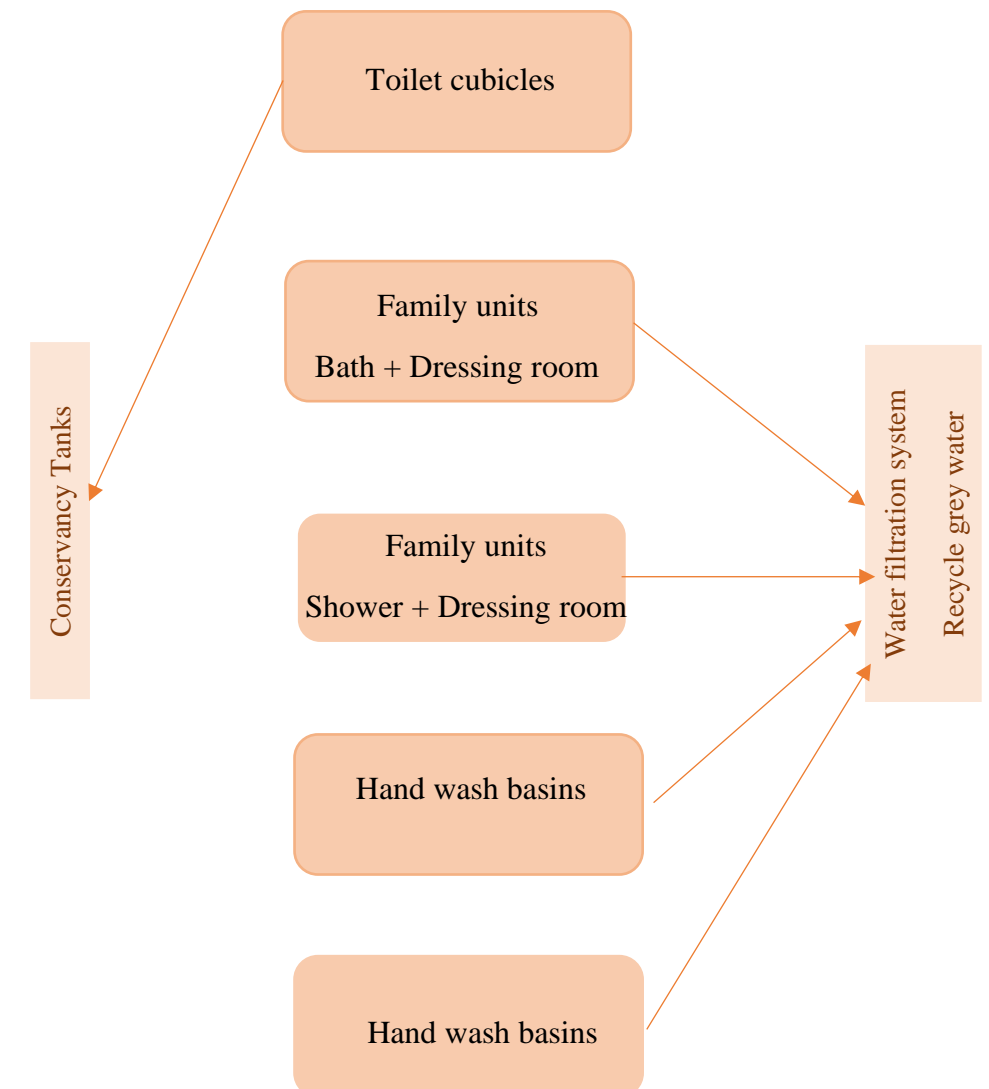 Toilet cubicles
Family units
Bath + Dressing room
Conservancy Tanks
Water filtration system
Recycle grey water
Family units
Shower + Dressing room
Hand wash basins
Hand wash basins